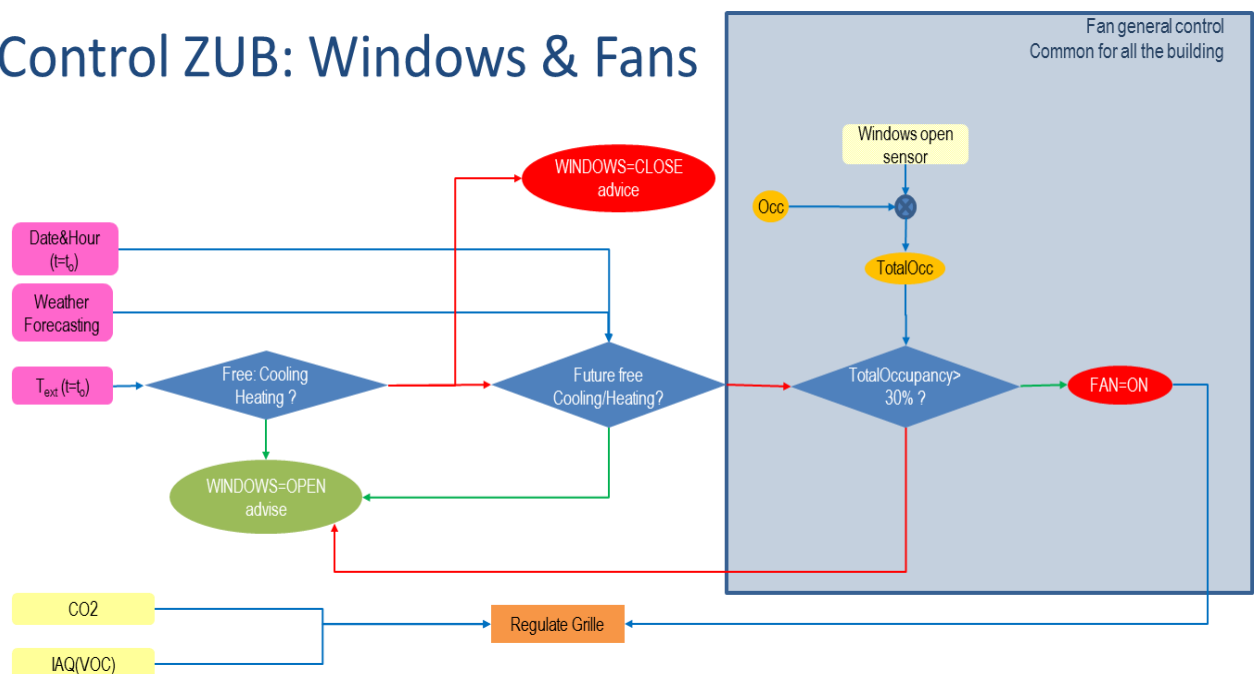 Control ZUB: Windows & Fans
Fan general control
Common for all the building
Windows open
sensor
WINDOWS=CLOSE
advice
Occ
Date&Hour
(t=to)
TotalOcc
Weather
Forecasting
Text (t=to)
Free: Cooling
Heating ?
Future free
Cooling/Heating?
TotalOccupancy>
30% ?
FAN=ON
WINDOWS=OPEN
advise
CO2
Regulate Grille
IAQ(VOC)